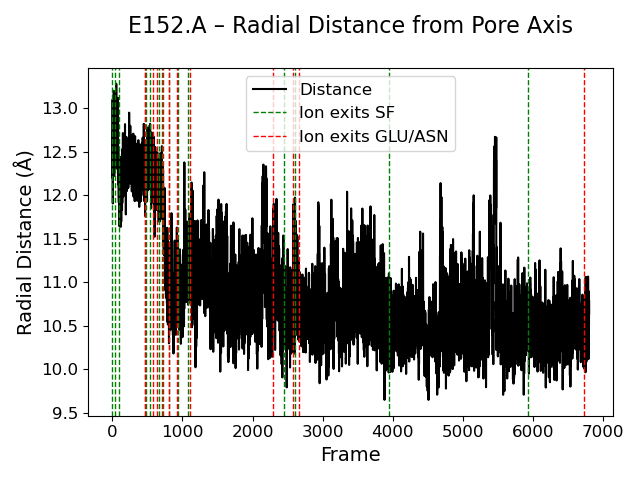 E152.A – Radial Distance from Pore Axis
Distance
Ion exits SF
Ion exits GLU/ASN
Radial Distance (Å)
13.0
12.5
12.0
11.5
11.0
10.5
10.0
9.5
0 1000 2000 3000 4000 5000 6000 7000
Frame